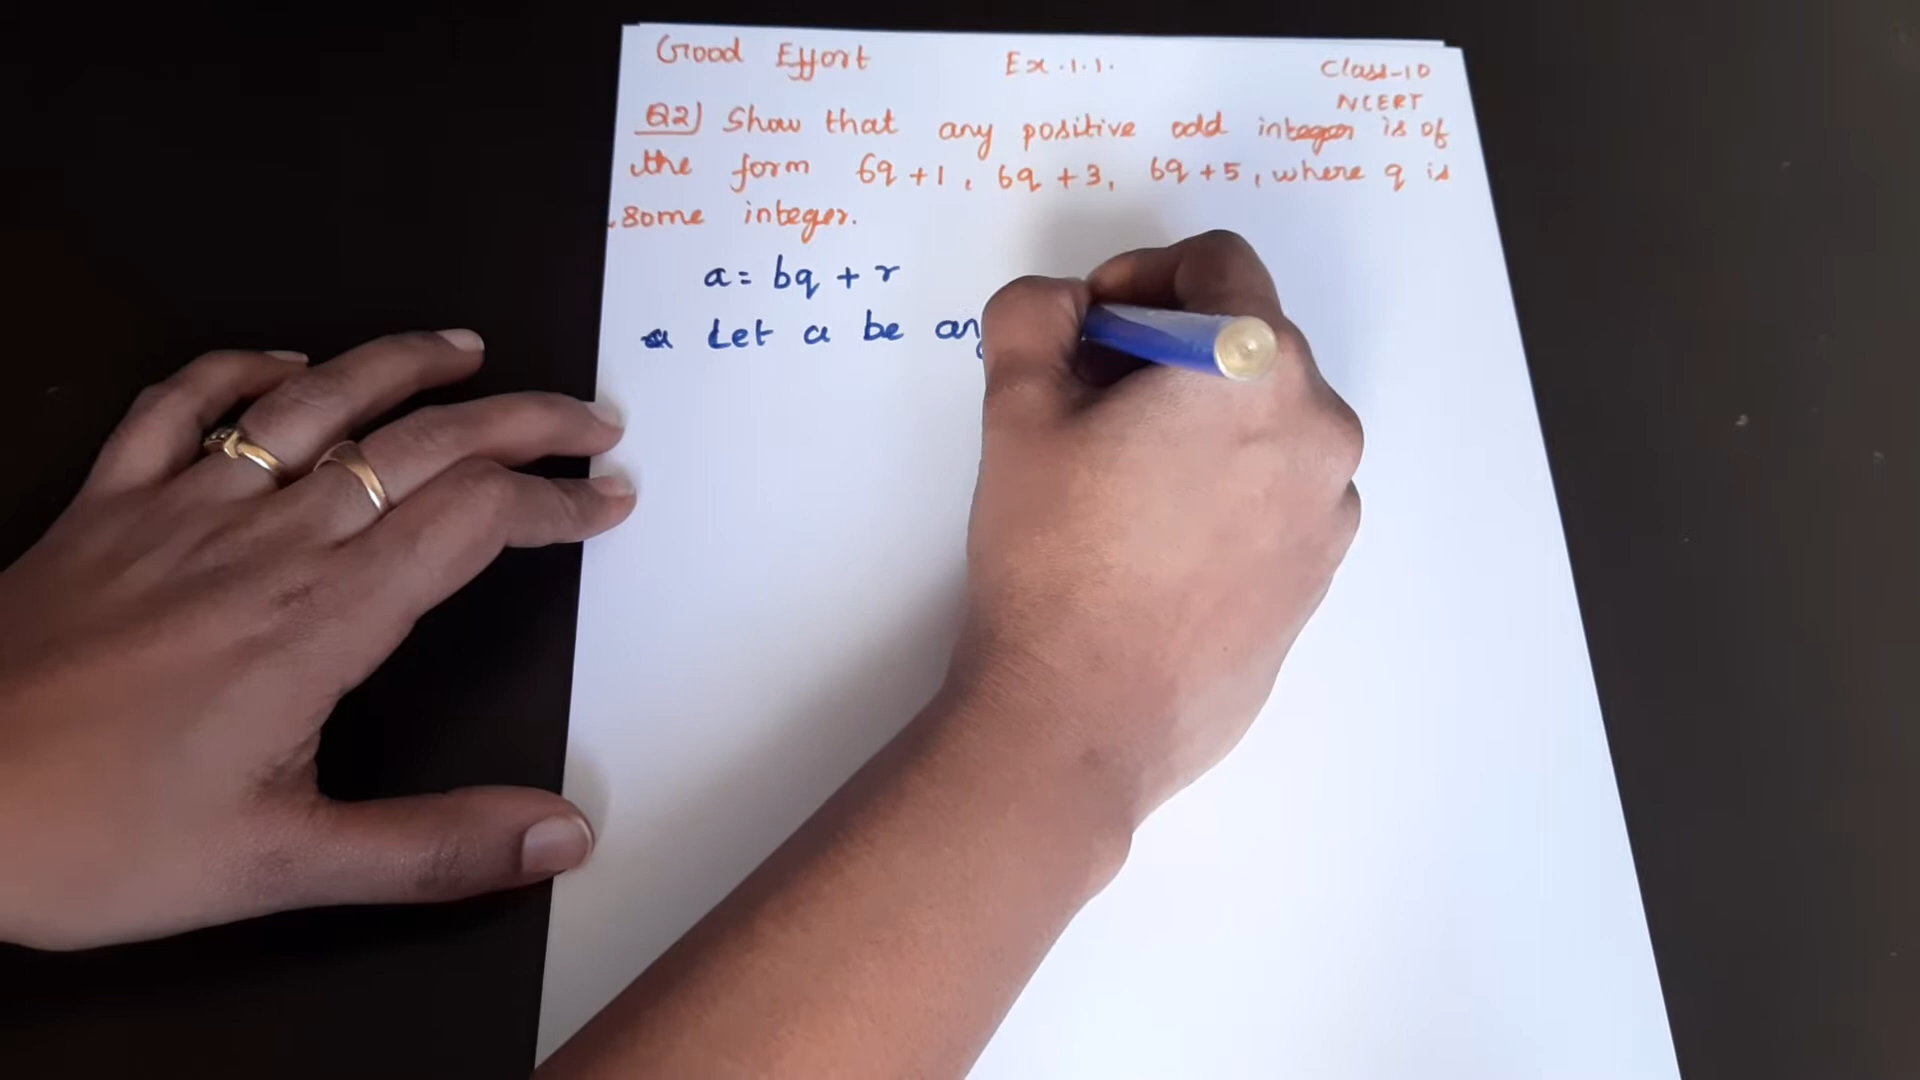 Good Effort Ex.1.1. Class-10
NCERT
Q2) Show that any positive odd integer is of
the form 6q+1, 6q+3, 6q+5, where q is
some integer.
a = bq + r
Let a be any